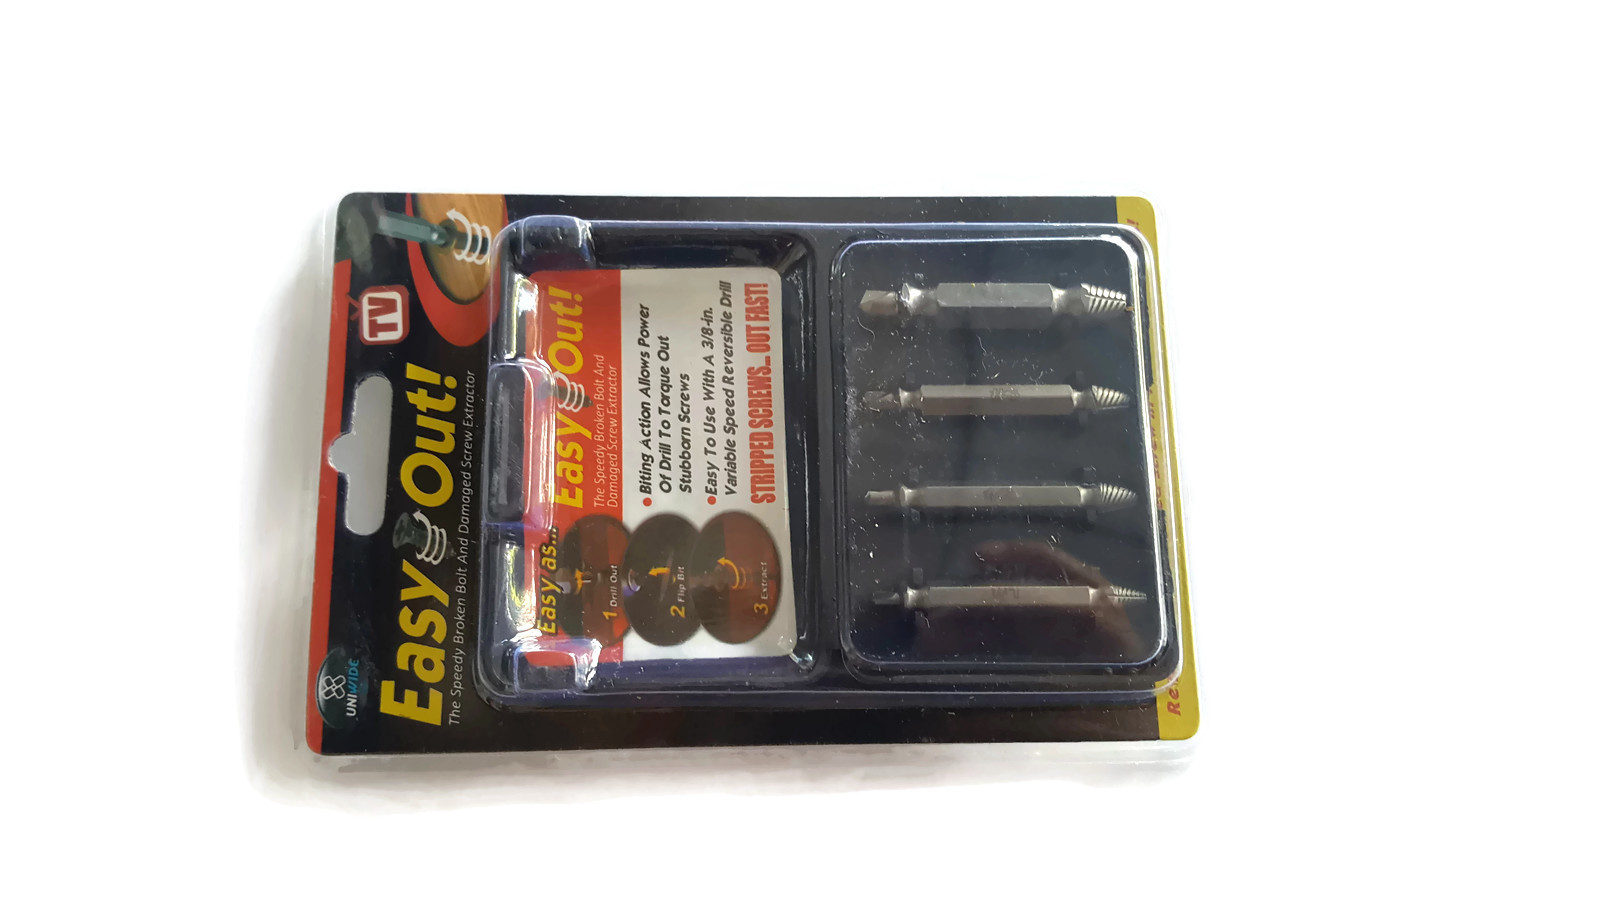 UNIWIDE
TV
Easy Out!
The Speedy Broken Bolt And Damaged Screw Extractor
Easy as...
1 Drill Out
2 Flip Bit
3 Extract
Easy Out!
The Speedy Broken Bolt And
Damaged Screw Extractor
• Biting Action Allows Power
Of Drill To Torque Out
Stubborn Screws
• Easy To Use With A 3/8-in.
Variable Speed Reversible Drill
STRIPPED SCREWS... OUT FAST!